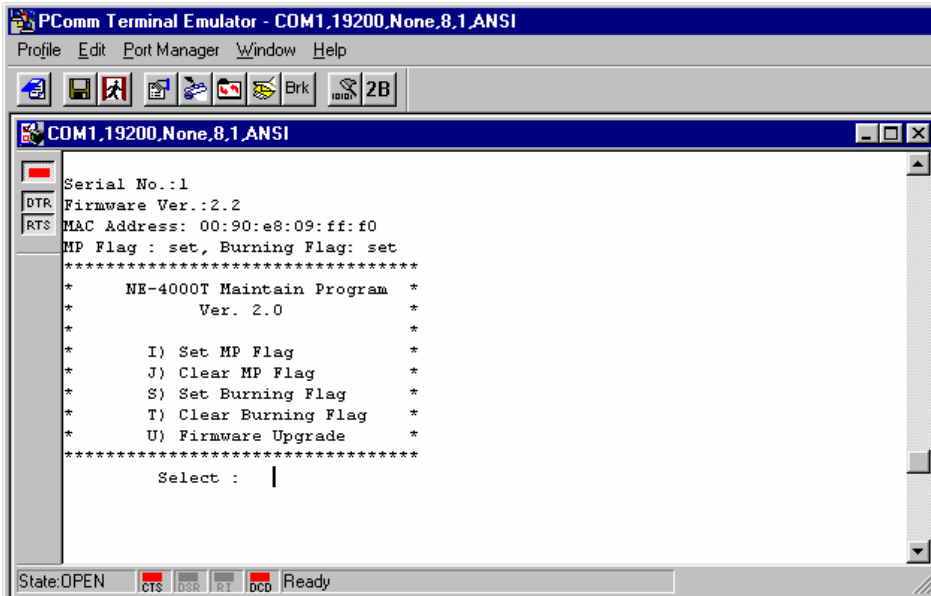 PComm Terminal Emulator - COM1,19200,None,8,1,ANSI
Profile Edit Port Manager Window Help
Brk 2B
COM1,19200,None,8,1,ANSI
DTR
RTS
Serial No.:1
Firmware Ver.:2.2
MAC Address: 00:90:e8:09:ff:f0
MP Flag : set, Burning Flag: set
**********************************
* NE-4000T Maintain Program *
* Ver. 2.0 *
* *
* I) Set MP Flag *
* J) Clear MP Flag *
* S) Set Burning Flag *
* T) Clear Burning Flag *
* U) Firmware Upgrade *
**********************************
Select :
State:OPEN CTS DSR RI DCD Ready